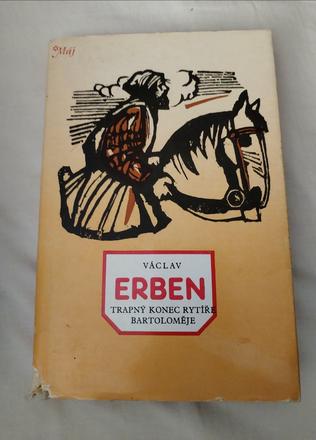 Máj
VÁCLAV
ERBEN
TRAPNÝ KONEC RYTÍŘE
BARTOLOMĚJE